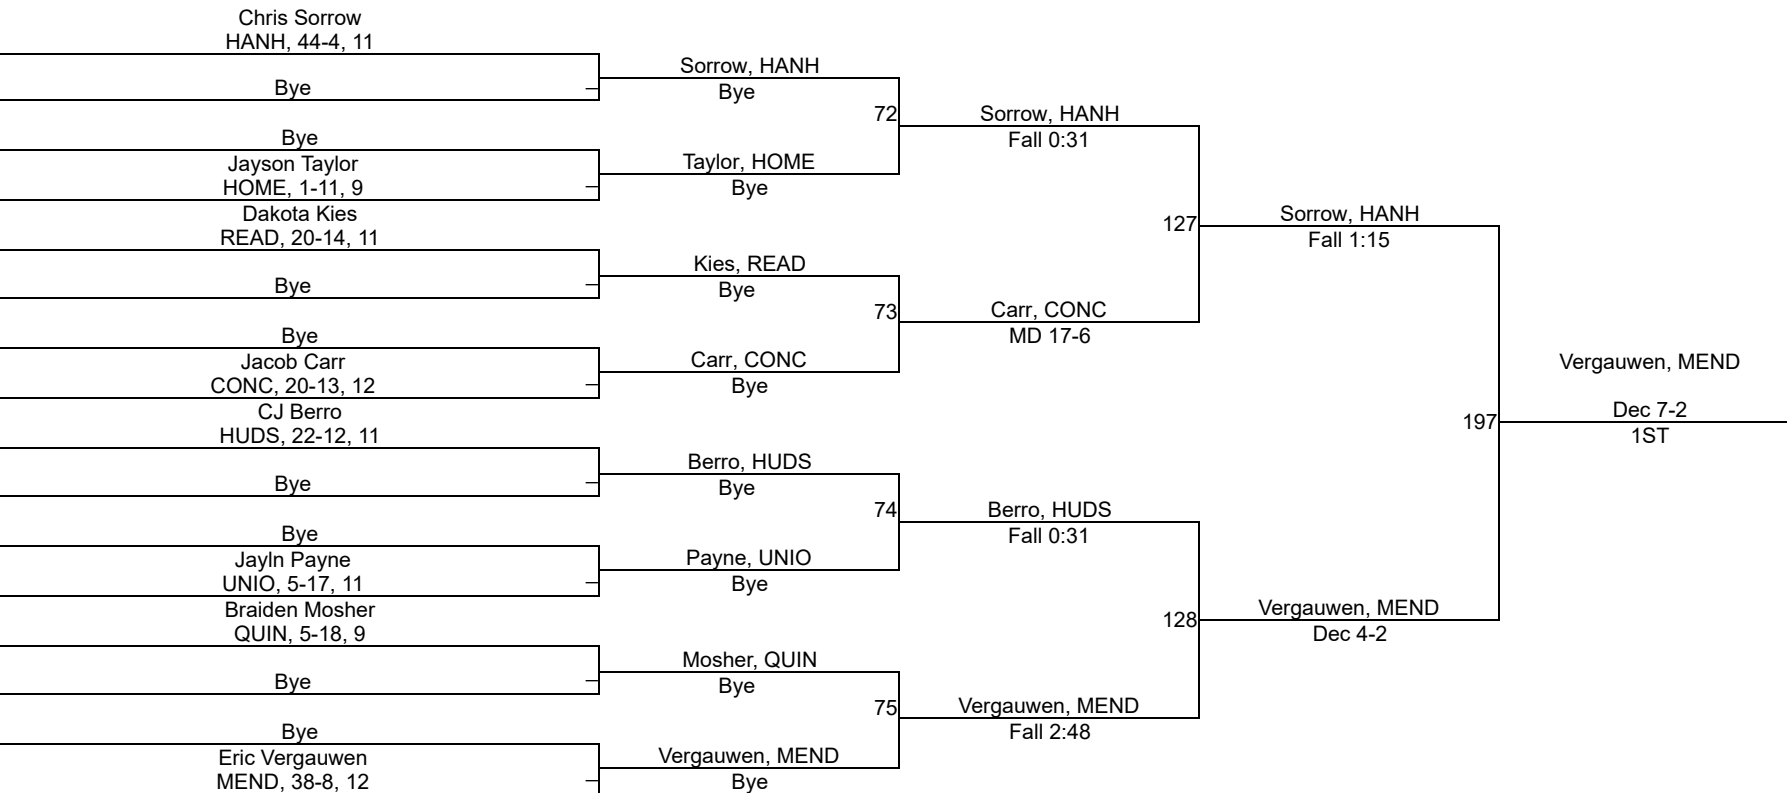 Chris Sorrow
HANH, 44-4, 11
Bye
Bye
Jayson Taylor
HOME, 1-11, 9
Dakota Kies
READ, 20-14, 11
Bye
Bye
Jacob Carr
CONC, 20-13, 12
CJ Berro
HUDS, 22-12, 11
Bye
Bye
Jayln Payne
UNIO, 5-17, 11
Braiden Mosher
QUIN, 5-18, 9
Bye
Bye
Eric Vergauwen
MEND, 38-8, 12
Sorrow, HANH
Bye
72
Taylor, HOME
Bye
Kies, READ
Bye
73
Carr, CONC
Bye
Berro, HUDS
Bye
74
Payne, UNIO
Bye
Mosher, QUIN
Bye
75
Vergauwen, MEND
Bye
Sorrow, HANH
Fall 0:31
127
Carr, CONC
MD 17-6
Berro, HUDS
Fall 0:31
128
Vergauwen, MEND
Fall 2:48
Sorrow, HANH
Fall 1:15
197
Vergauwen, MEND
Dec 4-2
Vergauwen, MEND
Dec 7-2
1ST